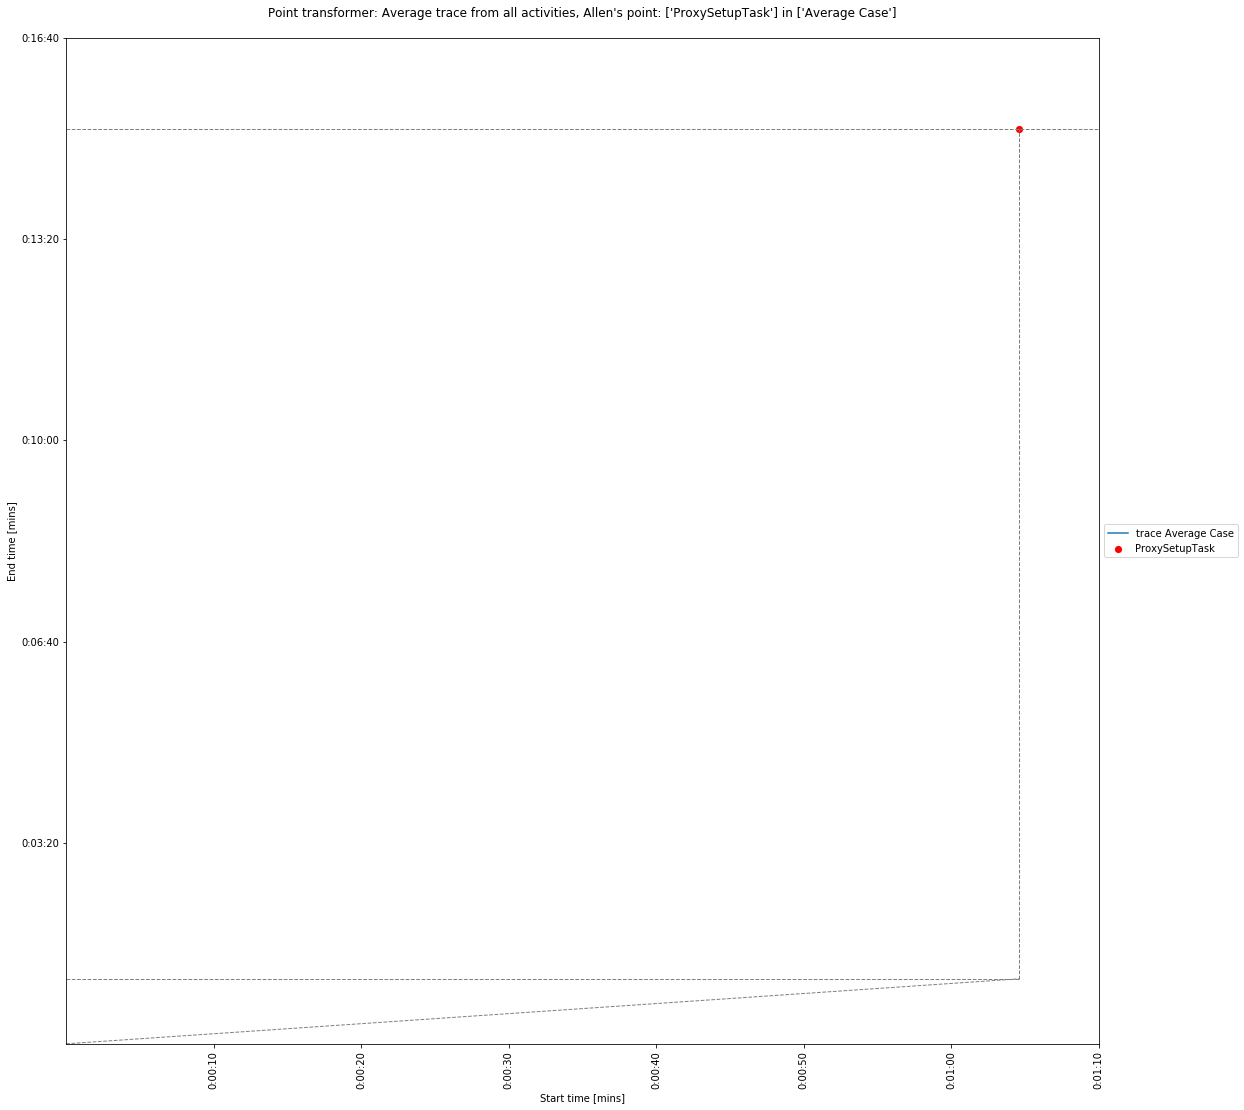 Point transformer: Average trace from all activities, Allen's point: ['ProxySetupTask'] in ['Average Case']
0:16:40
0:13:20
0:10:00
0:06:40
0:03:20
End time [mins]
trace Average Case
ProxySetupTask
0:00:10
0:00:20
0:00:30
0:00:40
0:00:50
0:01:00
0:01:10
Start time [mins]